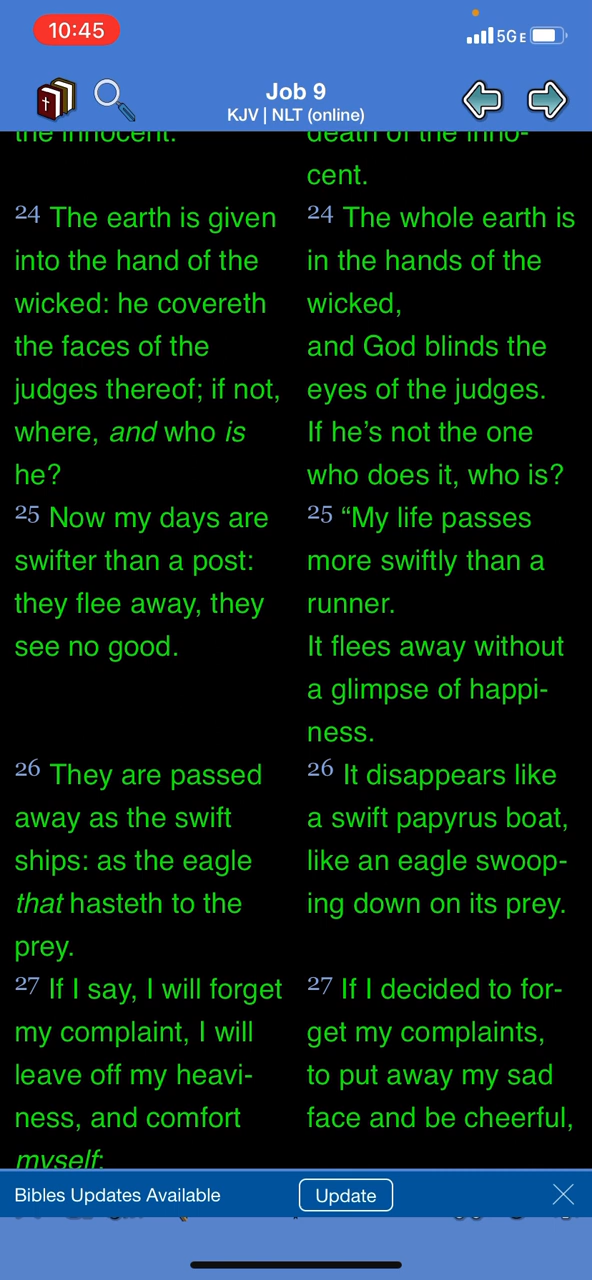 10:45
5GE
Job 9
KJV | NLT (online)
the innocent.
24 The earth is given
into the hand of the
wicked: he covereth
the faces of the
judges thereof; if not,
where, and who is
he?
25 Now my days are
swifter than a post:
they flee away, they
see no good.
26 They are passed
away as the swift
ships: as the eagle
that hasteth to the
prey.
27 If I say, I will forget
my complaint, I will
leave off my heavi-
ness, and comfort
myself:
death of the inno-
cent.
24 The whole earth is
in the hands of the
wicked,
and God blinds the
eyes of the judges.
If he’s not the one
who does it, who is?
25 “My life passes
more swiftly than a
runner.
It flees away without
a glimpse of happi-
ness.
26 It disappears like
a swift papyrus boat,
like an eagle swoop-
ing down on its prey.
27 If I decided to for-
get my complaints,
to put away my sad
face and be cheerful,
Bibles Updates Available
Update